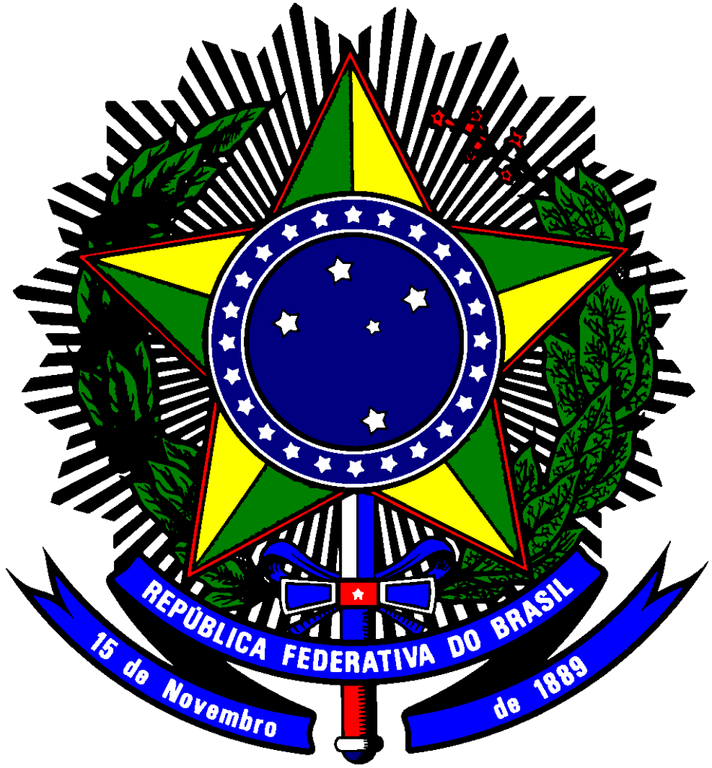 REPÚBLICA FEDERATIVA DO BRASIL
15 de Novembro
de 1889